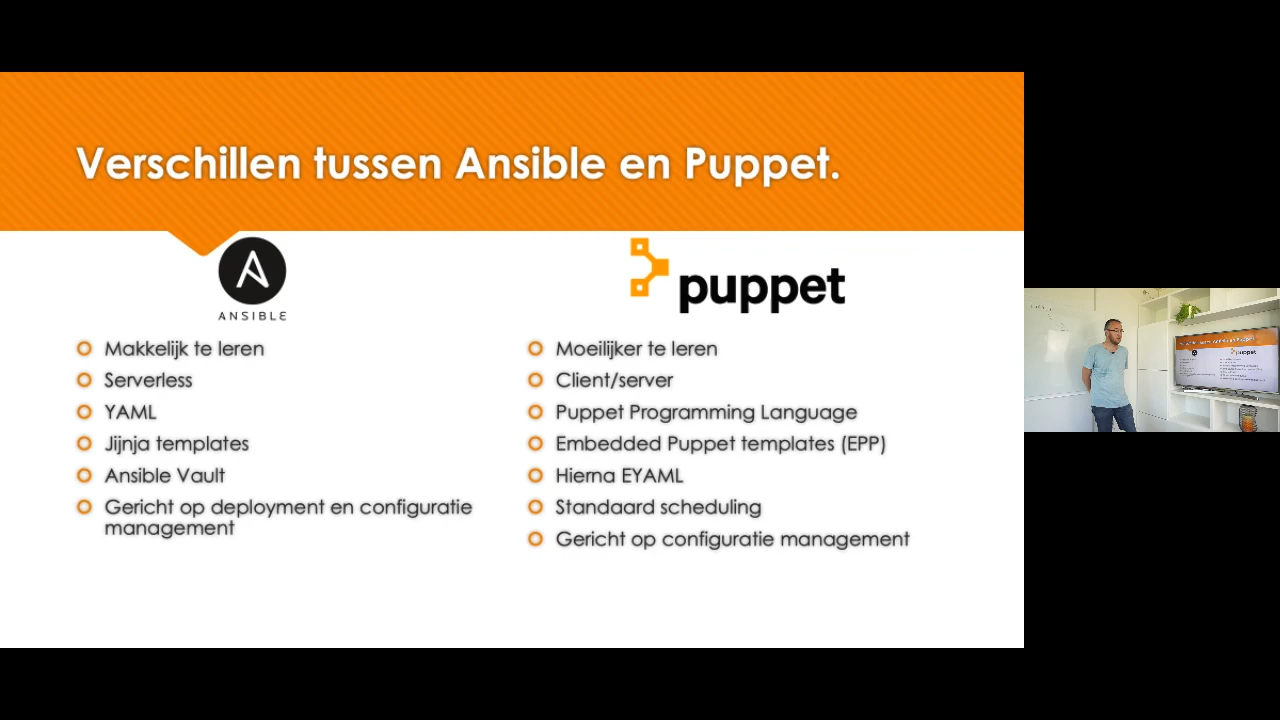 Verschillen tussen Ansible en Puppet.
ANSIBLE
Makkelijk te leren
Serverless
YAML
Jijnja templates
Ansible Vault
Gericht op deployment en configuratie
management
puppet
Moeilijker te leren
Client/server
Puppet Programming Language
Embedded Puppet templates (EPP)
Hierna EYAML
Standaard scheduling
Gericht op configuratie management